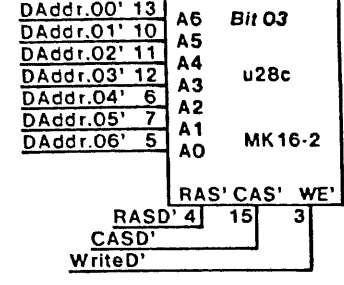 DAddr.00' 13 A6 Bit 03
DAddr.01' 10 A5
DAddr.02' 11 A4
DAddr.03' 12 A3 u28c
DAddr.04' 6 A2
DAddr.05' 7 A1
DAddr.06' 5 A0 MK16-2
RAS' CAS' WE'
RASD' 4 15 3
CASD'
WriteD'